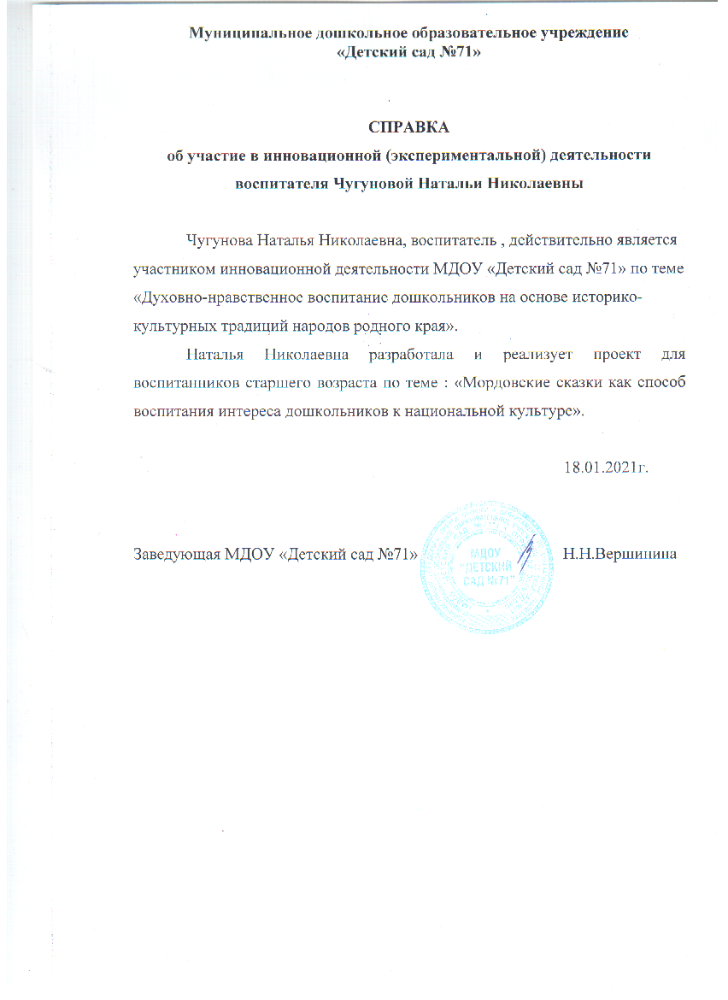 Муниципальное дошкольное образовательное учреждение
«Детский сад №71»
СПРАВКА
об участие в инновационной (экспериментальной) деятельности
воспитателя Чугуновой Натальи Николаевны
Чугунова Наталья Николаевна, воспитатель , действительно является
участником инновационной деятельности МДОУ «Детский сад №71» по теме
«Духовно-нравственное воспитание дошкольников на основе историко-
культурных традиций народов родного края».
Наталья Николаевна разработала и реализует проект для
воспитанников старшего возраста по теме : «Мордовские сказки как способ
воспитания интереса дошкольников к национальной культуре».
18.01.2021г.
Заведующая МДОУ «Детский сад №71»
Н.Н.Вершинина
МДОУ
"ДЕТСКИЙ
САД №71"